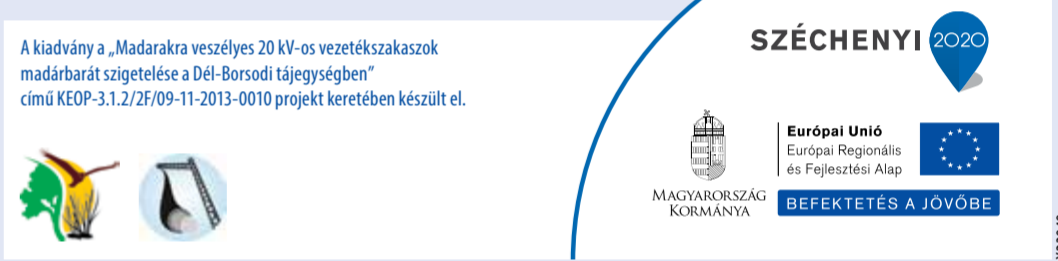 A kiadvány a „Madarakra veszélyes 20 kV-os vezetékszakaszok
madárbarát szigetelése a Dél-Borsodi tájegységben”
című KEOP-3.1.2/2F/09-11-2013-0010 projekt keretében készült el.
SZÉCHENYI 2020
MAGYARORSZÁG
KORMÁNYA
Európai Unió
Európai Regionális
és Fejlesztési Alap
BEFEKTETÉS A JÖVŐBE